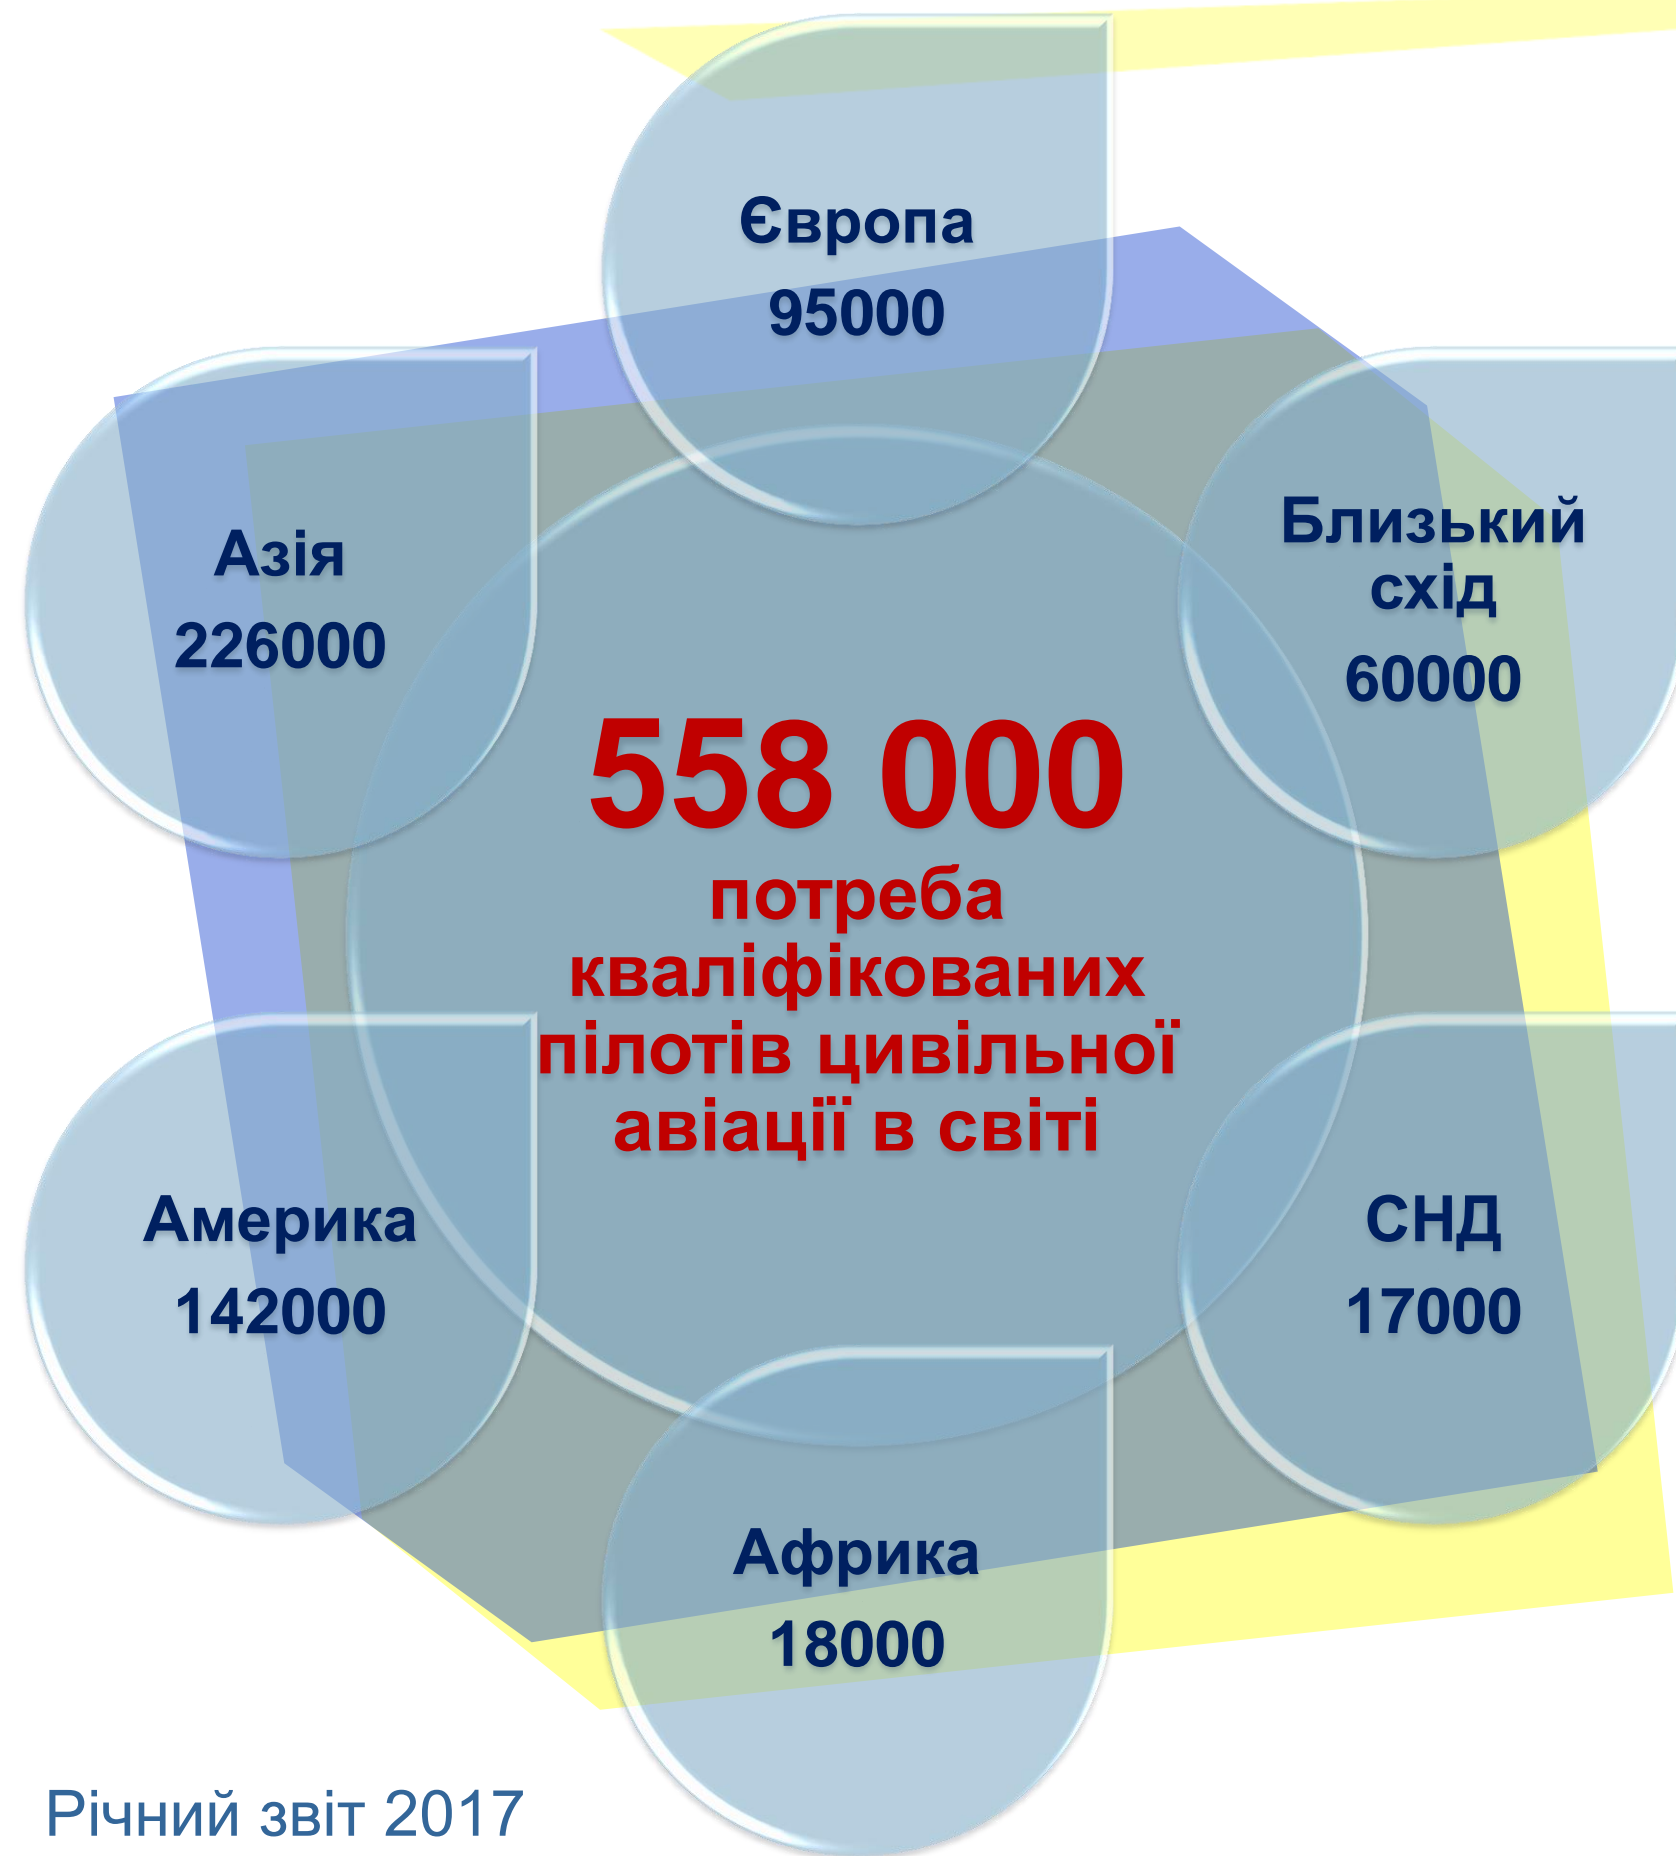 Європа
95000
Азія
226000
Близький
схід
60000
558 000
потреба
кваліфікованих
пілотів цивільної
авіації в світі
Америка
142000
СНД
17000
Африка
18000
Річний звіт 2017